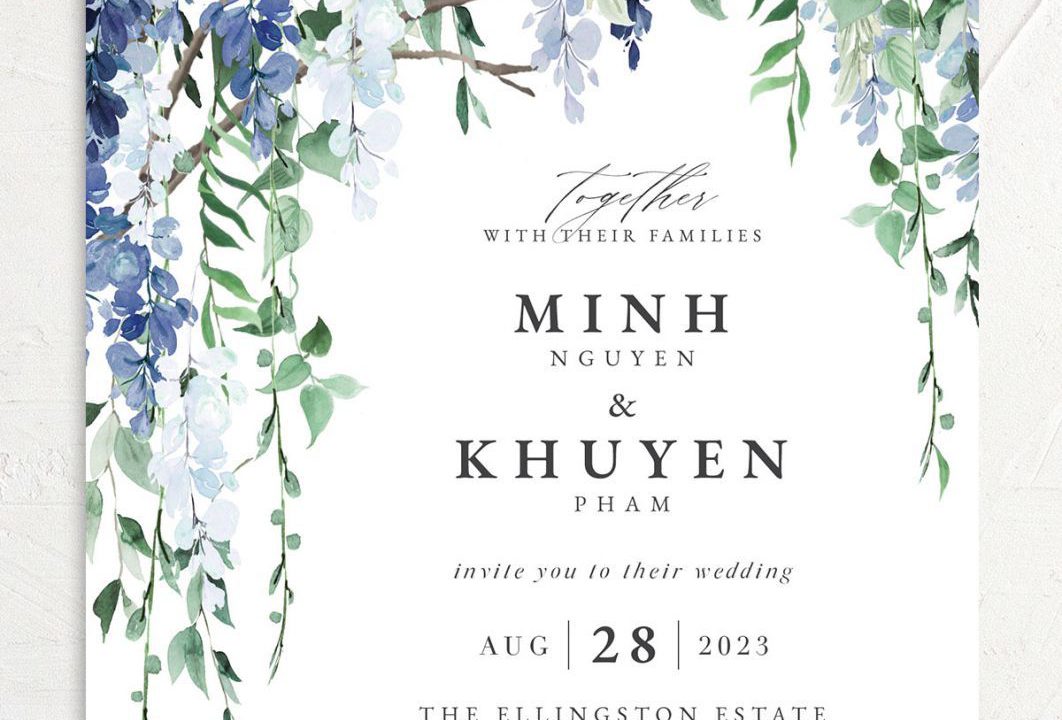 Together
WITH THEIR FAMILIES
MINH
NGUYEN
&
KHUYEN
PHAM
invite you to their wedding
AUG | 28 | 2023
THE ELLINGSTON ESTATE